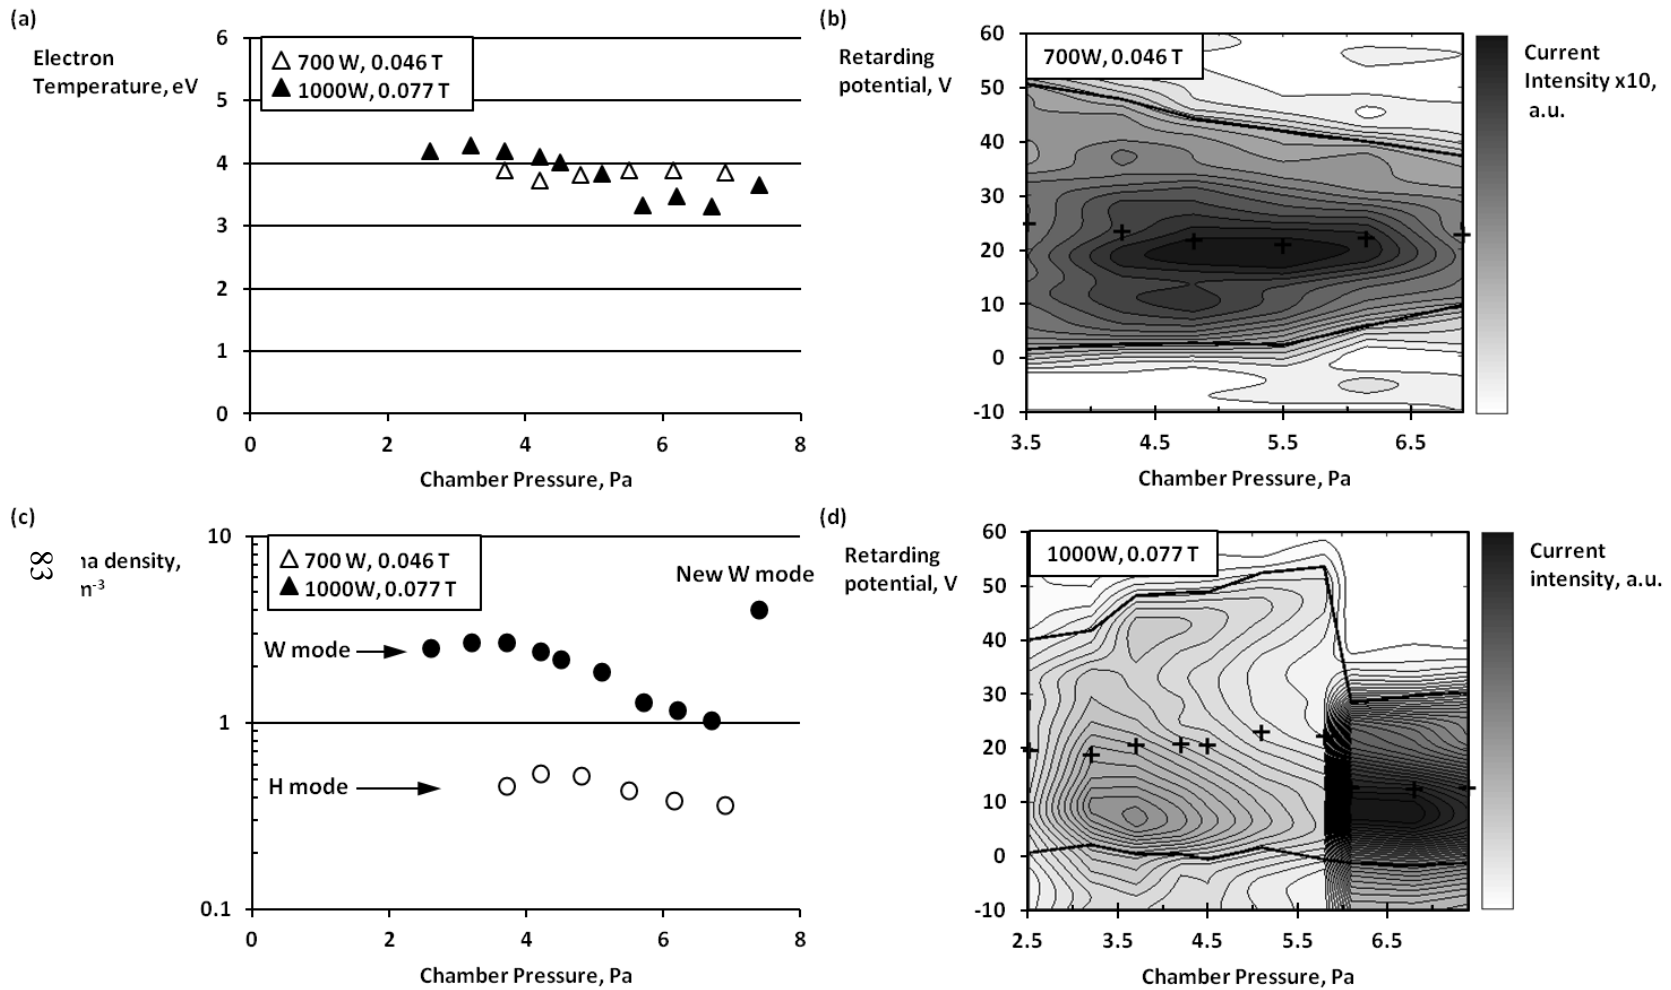 (a)
Electron
Temperature, eV
6
5
4
3
2
1
0
700 W, 0.046 T
1000W, 0.077 T
0
2
4
6
8
Chamber Pressure, Pa
(b)
Retarding
potential, V
60
50
40
30
20
10
0
-10
700W, 0.046 T
3.5
4.5
5.5
6.5
Chamber Pressure, Pa
Current
Intensity x10,
a.u.
(c)
83
na density,
n-³
10
1
0.1
700 W, 0.046 T
1000W, 0.077 T
New W mode
W mode
H mode
0
2
4
6
8
Chamber Pressure, Pa
(d)
Retarding
potential, V
60
50
40
30
20
10
0
-10
1000W, 0.077 T
2.5
3.5
4.5
5.5
6.5
Chamber Pressure, Pa
Current
intensity, a.u.